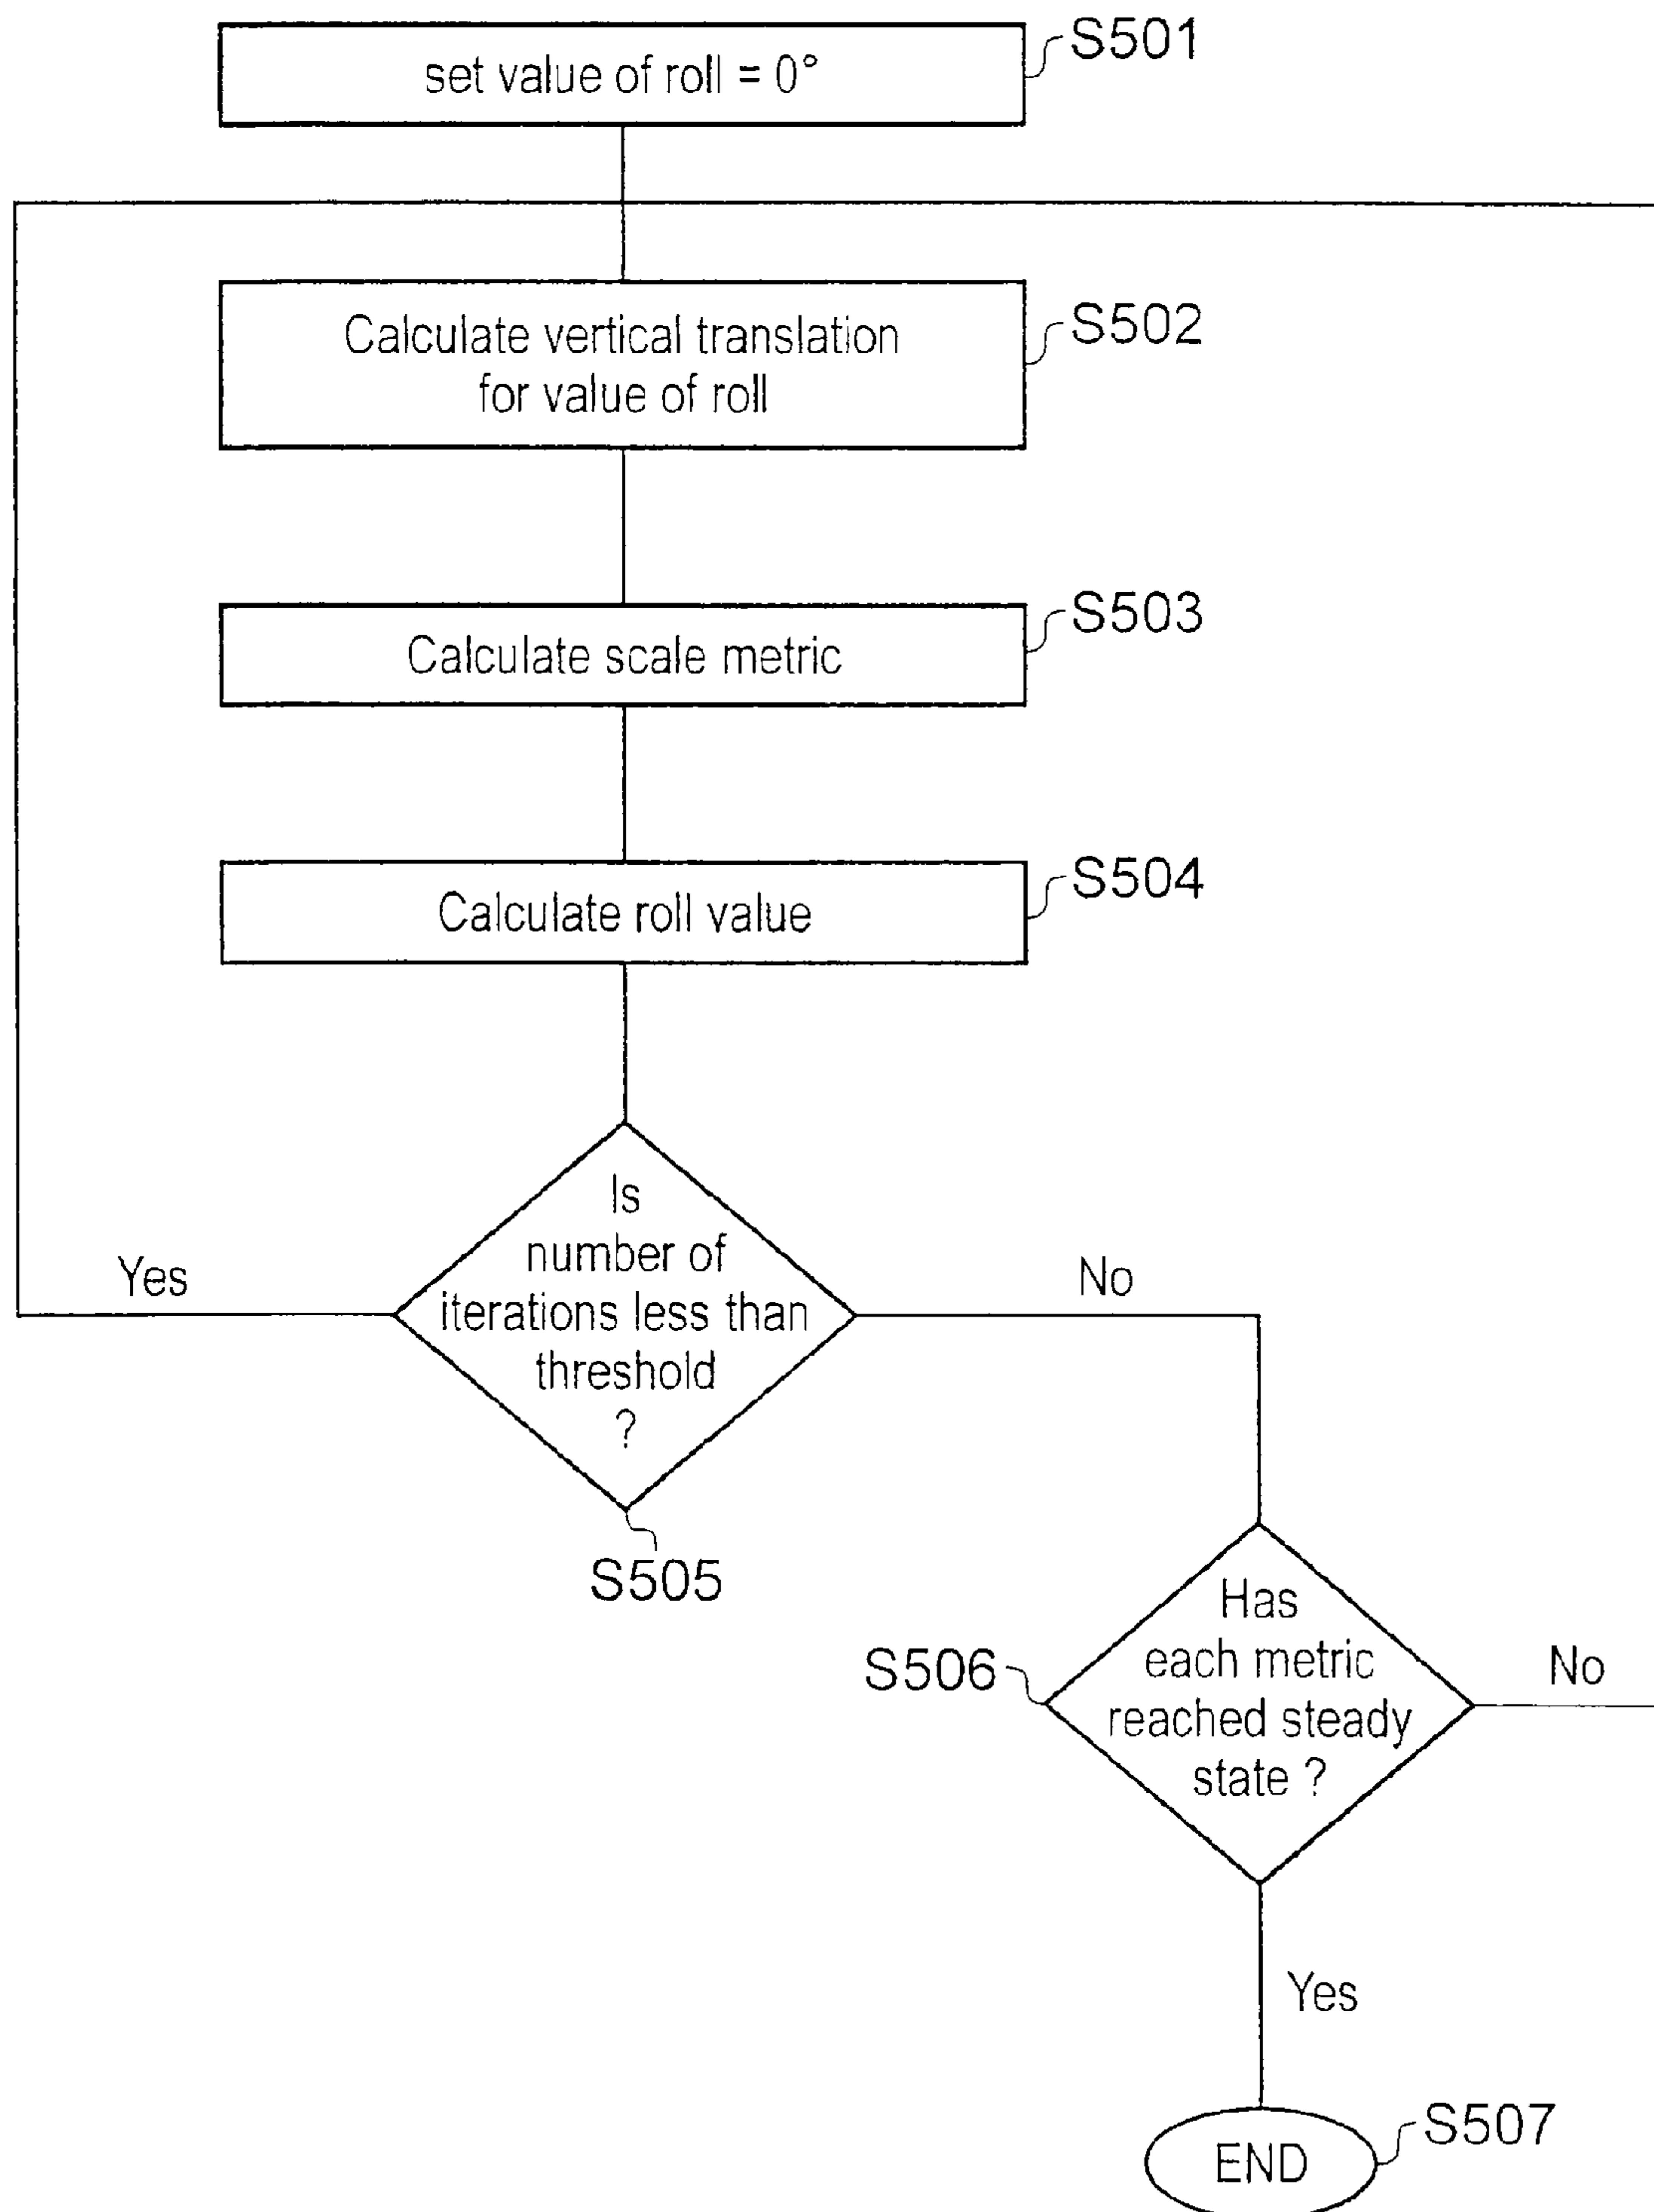 set value of roll = 0°
S501
Calculate vertical translation
for value of roll
S502
Calculate scale metric
S503
Calculate roll value
S504
Is
number of
iterations less than
threshold
?
Yes
No
S505
Has
each metric
reached steady
state ?
S506
No
Yes
END
S507